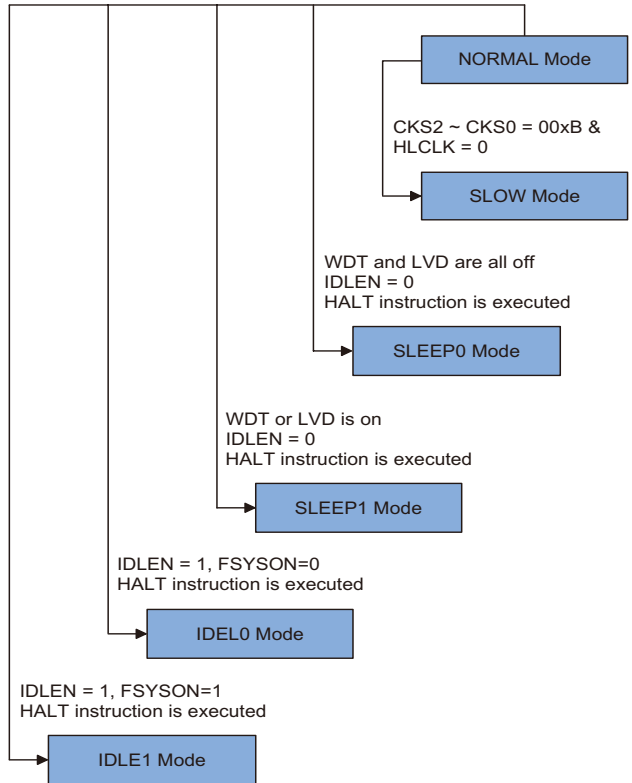 NORMAL Mode
CKS2 ~ CKS0 = 00xB &
HLCLK = 0
SLOW Mode
WDT and LVD are all off
IDLEN = 0
HALT instruction is executed
SLEEP0 Mode
WDT or LVD is on
IDLEN = 0
HALT instruction is executed
SLEEP1 Mode
IDLEN = 1, FSYSON=0
HALT instruction is executed
IDEL0 Mode
IDLEN = 1, FSYSON=1
HALT instruction is executed
IDLE1 Mode